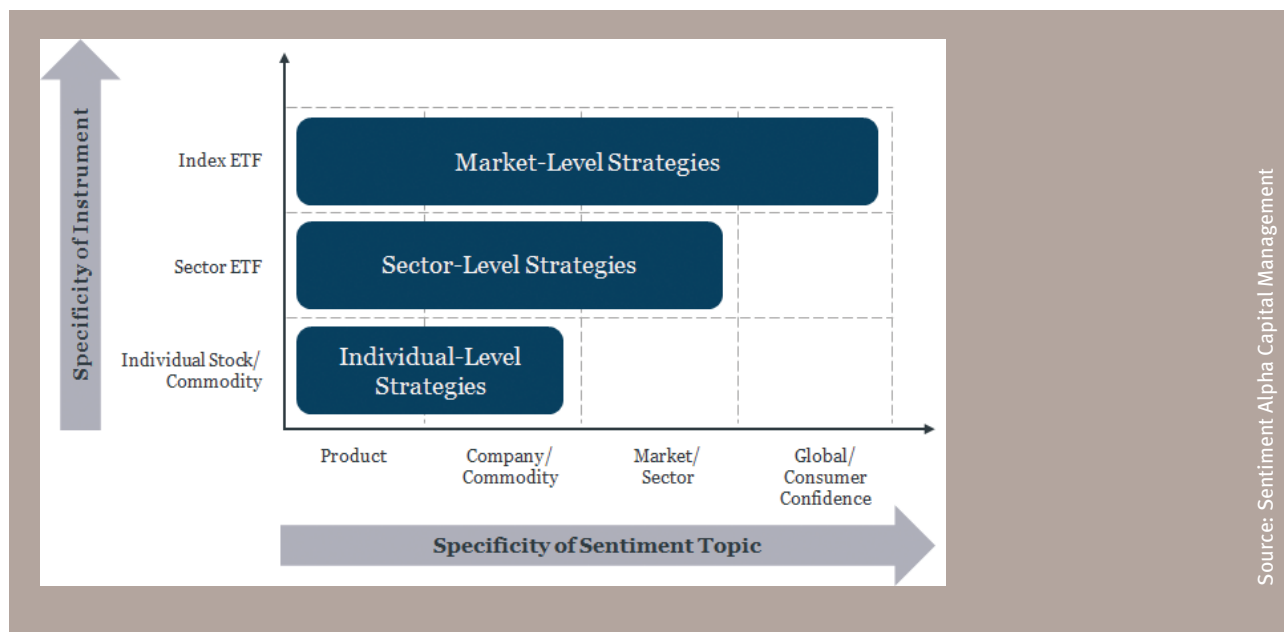 Specificity of Instrument
Index ETF
Market-Level Strategies
Sector ETF
Sector-Level Strategies
Individual Stock/
Commodity
Individual-Level
Strategies
Product
Company/
Commodity
Market/
Sector
Global/
Consumer
Confidence
Specificity of Sentiment Topic
Source: Sentiment Alpha Capital Management